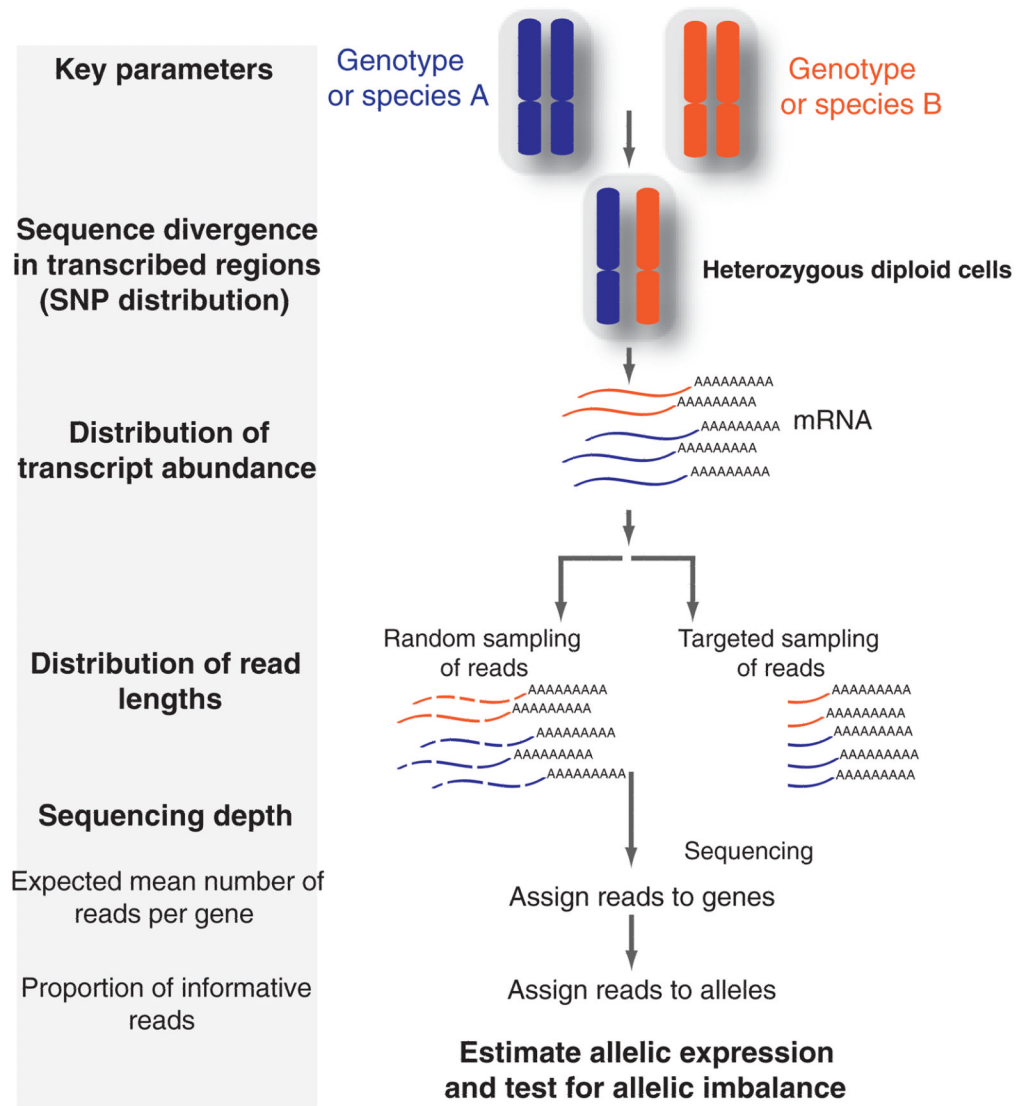 Key parameters
Genotype
or species A
Genotype
or species B
Sequence divergence
in transcribed regions
(SNP distribution)
Heterozygous diploid cells
AAAAAAAAA
AAAAAAAAA
AAAAAAAAA
AAAAAAAAA
AAAAAAAAA
mRNA
Distribution of
transcript abundance
Random sampling
of reads
Targeted sampling
of reads
Distribution of read
lengths
AAAAAAAAA
AAAAAAAAA
AAAAAAAAA
AAAAAAAAA
AAAAAAAAA
AAAAAAAAA
AAAAAAAAA
AAAAAAAAA
AAAAAAAAA
AAAAAAAAA
Sequencing depth
Sequencing
Expected mean number of
reads per gene
Assign reads to genes
Proportion of informative
reads
Assign reads to alleles
Estimate allelic expression
and test for allelic imbalance